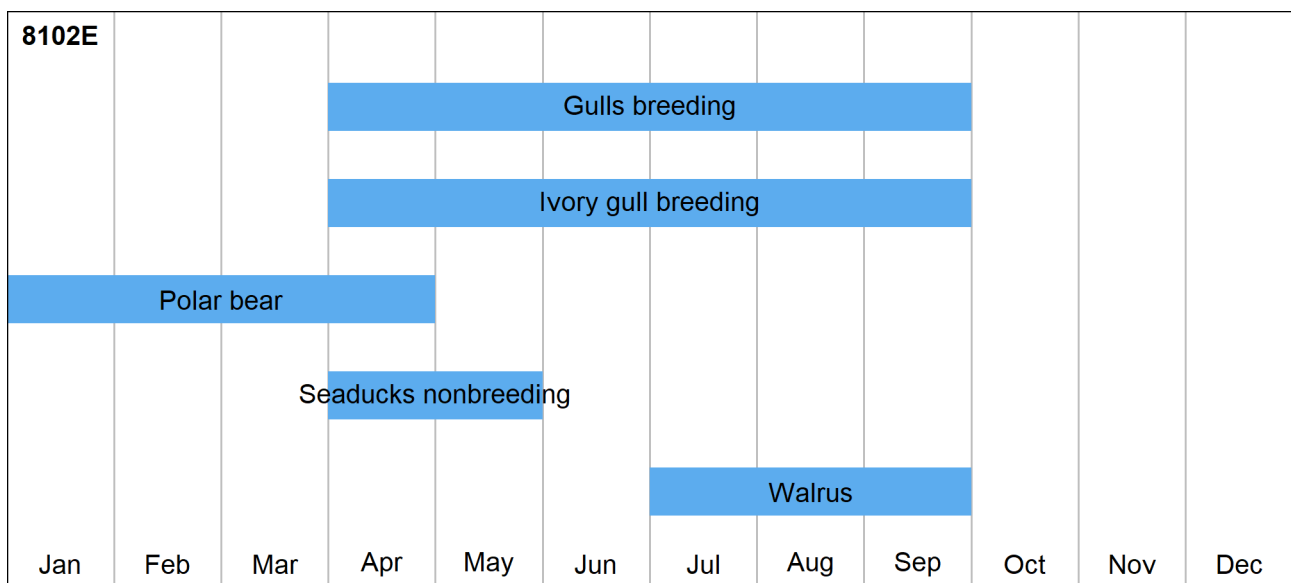 8102E
Gulls breeding
Ivory gull breeding
Polar bear
Seaducks nonbreeding
Walrus
Jan Feb Mar Apr May Jun Jul Aug Sep Oct Nov Dec